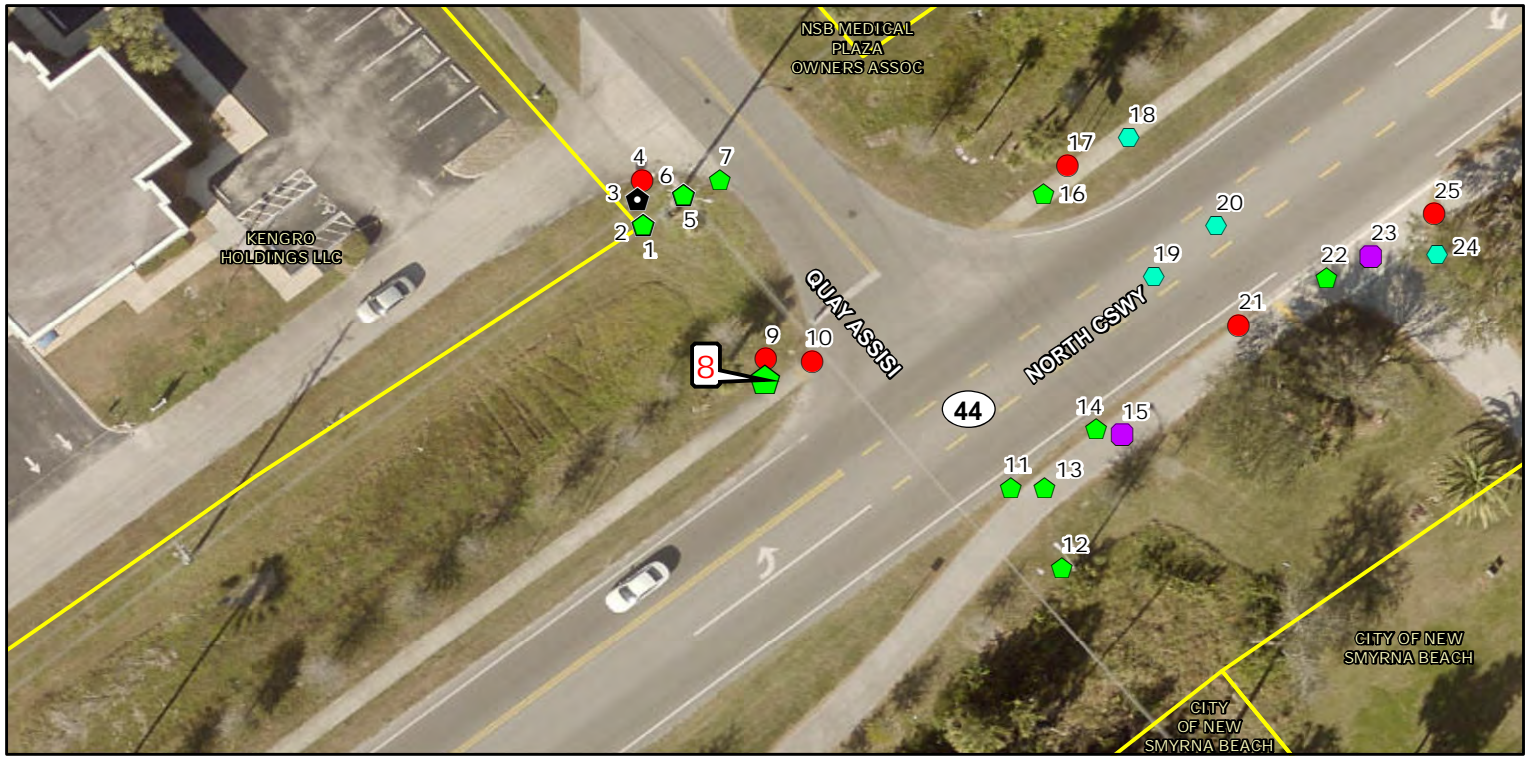 NSB MEDICAL
PLAZA
OWNERS ASSOC
18
17
4
7
6
3
16
5
25
20
2
1
KENGRO
HOLDINGS LLC
23
24
22
19
QUAY ASSISI
21
NORTH CSWY
9
10
8
44
14
15
11
13
12
CITY OF NEW
SMYRNA BEACH
CITY
OF NEW
SMYRNA BEACH